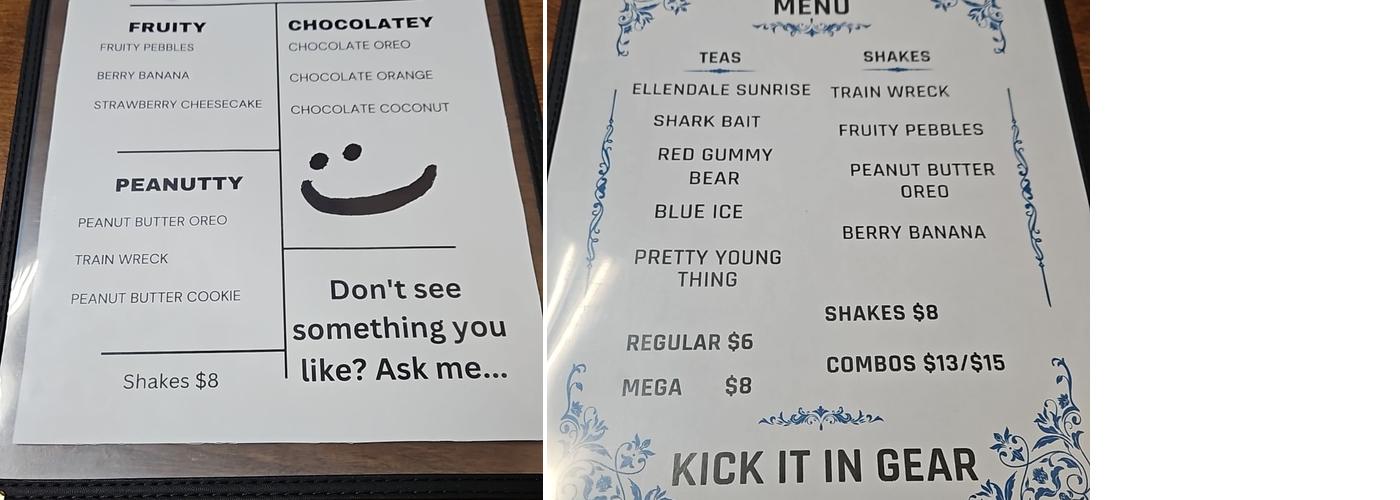 FRUITY
FRUITY PEBBLES
BERRY BANANA
STRAWBERRY CHEESECAKE
PEANUTTY
PEANUT BUTTER OREO
TRAIN WRECK
PEANUT BUTTER COOKIE
Shakes $8
CHOCOLATEY
CHOCOLATE OREO
CHOCOLATE ORANGE
CHOCOLATE COCONUT
Don't see
something you
like? Ask me...
MENU
TEAS
ELLENDALE SUNRISE
SHARK BAIT
RED GUMMY
BEAR
BLUE ICE
PRETTY YOUNG
THING
REGULAR $6
MEGA $8
SHAKES
TRAIN WRECK
FRUITY PEBBLES
PEANUT BUTTER
OREO
BERRY BANANA
SHAKES $8
COMBOS $13/$15
KICK IT IN GEAR